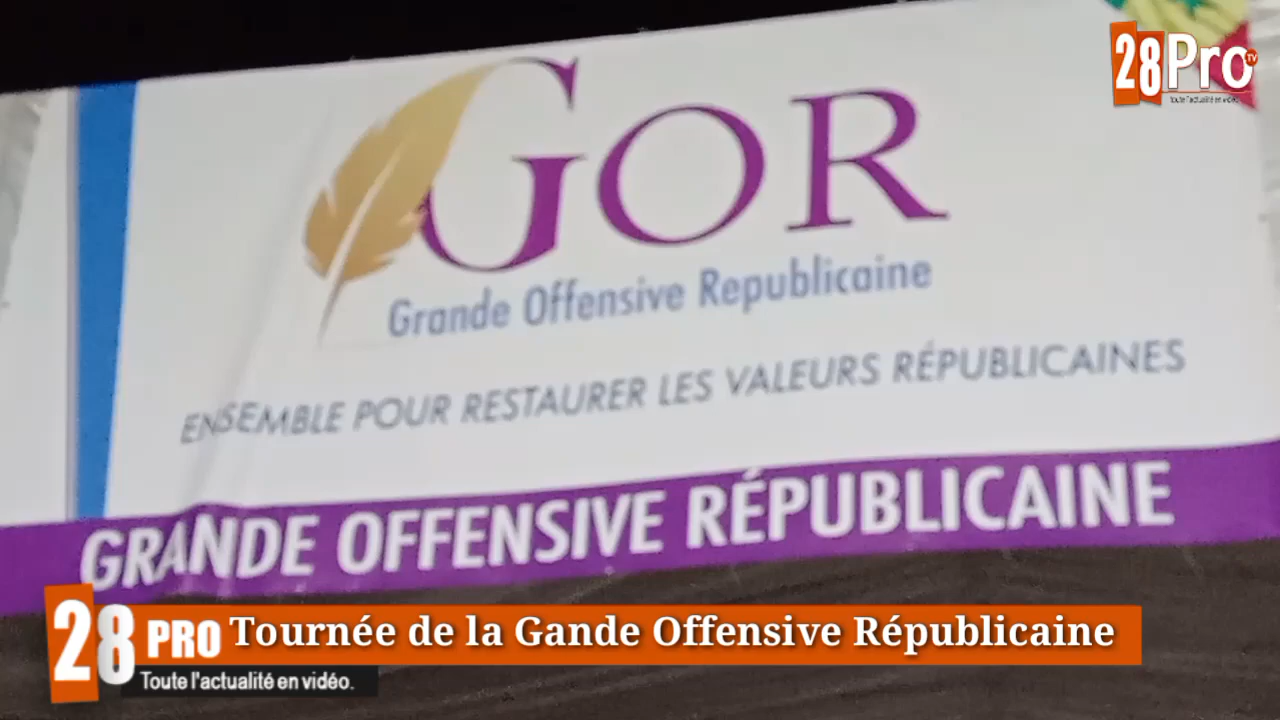 28Pro TV
Toute l'actualité en vidéo
GOR
Grande Offensive Republicaine
ENSEMBLE POUR RESTAURER LES VALEURS RÉPUBLICAINES
GRANDE OFFENSIVE RÉPUBLICAINE
28 PRO Tournée de la Gande Offensive Républicaine
Toute l'actualité en vidéo.